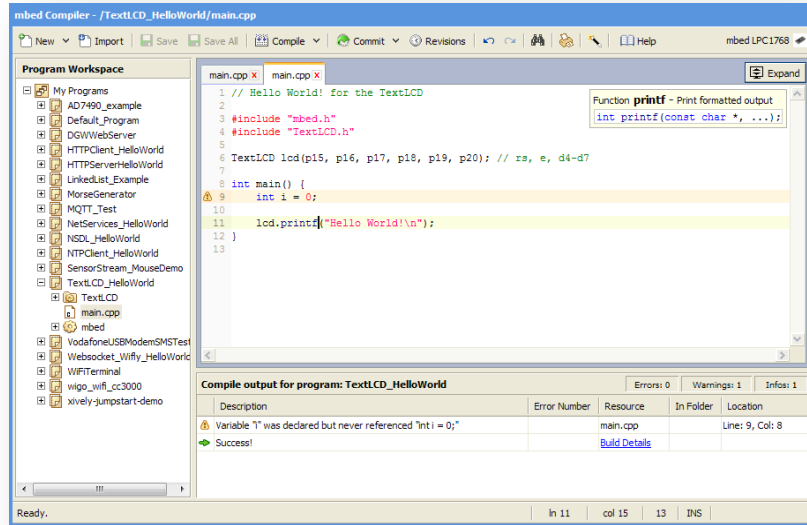 mbed Compiler - /TextLCD_HelloWorld/main.cpp
New Import Save Save All Compile Commit Revisions Help mbed LPC1768
Program Workspace
My Programs
AD7490_example
Default_Program
DGWWebServer
HTTPClient_HelloWorld
HTTPServerHelloWorld
LinkedList_Example
MorseGenerator
MQTT_Test
NetServices_HelloWorld
NSDL_HelloWorld
NTPClient_HelloWorld
SensorStream_MouseDemo
TextLCD_HelloWorld
TextLCD
main.cpp
mbed
VodafoneUSBModemSMSTest
Websocket_Wifly_HelloWorld
WiFiTerminal
wigo_wifi_cc3000
xively-jumpstart-demo
main.cpp x main.cpp x Expand
Function printf - Print formatted output
int printf(const char *, ...);
1 // Hello World! for the TextLCD
2
3 #include "mbed.h"
4 #include "TextLCD.h"
5
6 TextLCD lcd(p15, p16, p17, p18, p19, p20); // rs, e, d4-d7
7
8 int main() {
9 int i = 0;
10
11 lcd.printf("Hello World!\n");
12 }
13
Compile output for program: TextLCD_HelloWorld Errors: 0 Warnings: 1 Infos: 1
Description Error Number Resource In Folder Location
Variable "i" was declared but never referenced "int i = 0;" main.cpp Line: 9, Col: 8
Success! Build Details
Ready. ln 11 col 15 13 INS